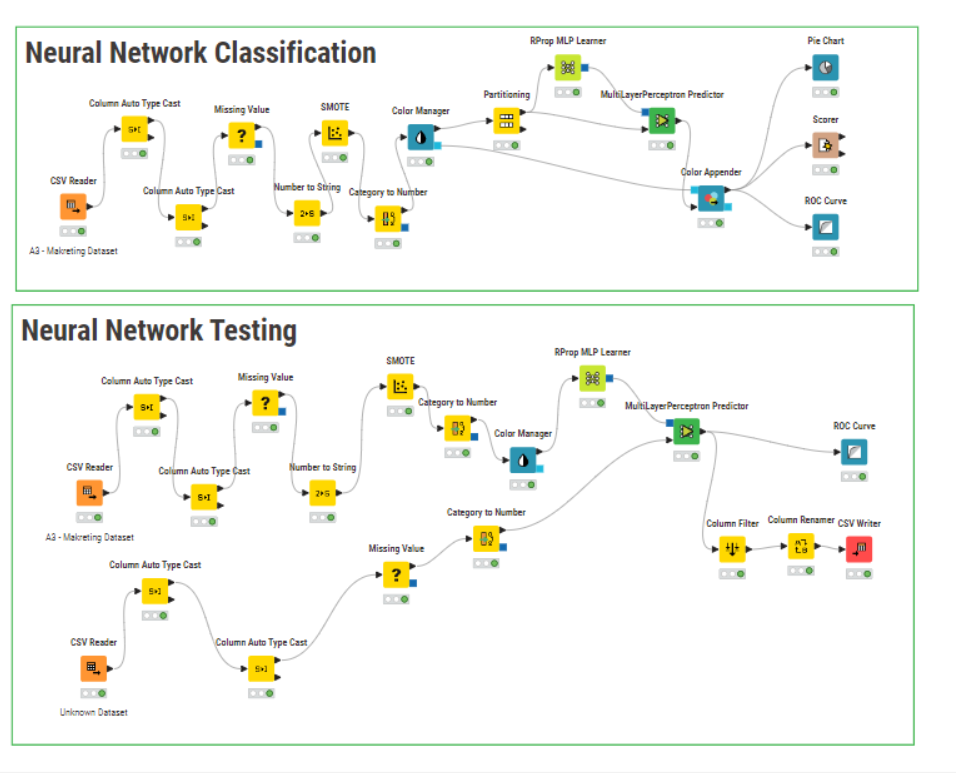 Neural Network Classification
RProp MLP Learner
Pie Chart
Column Auto Type Cast
Missing Value
SMOTE
Color Manager
Partitioning
MultiLayerPerceptron Predictor
Scorer
CSV Reader
Column Auto Type Cast
Number to String
Category to Number
Color Appender
ROC Curve
A3 - Makreting Dataset
Neural Network Testing
RProp MLP Learner
SMOTE
Column Auto Type Cast
Missing Value
Category to Number
MultiLayerPerceptron Predictor
Color Manager
ROC Curve
CSV Reader
Column Auto Type Cast
Number to String
A3 - Makreting Dataset
Category to Number
Column Filter
Column Renamer
CSV Writer
Missing Value
Column Auto Type Cast
CSV Reader
Column Auto Type Cast
Unknown Dataset